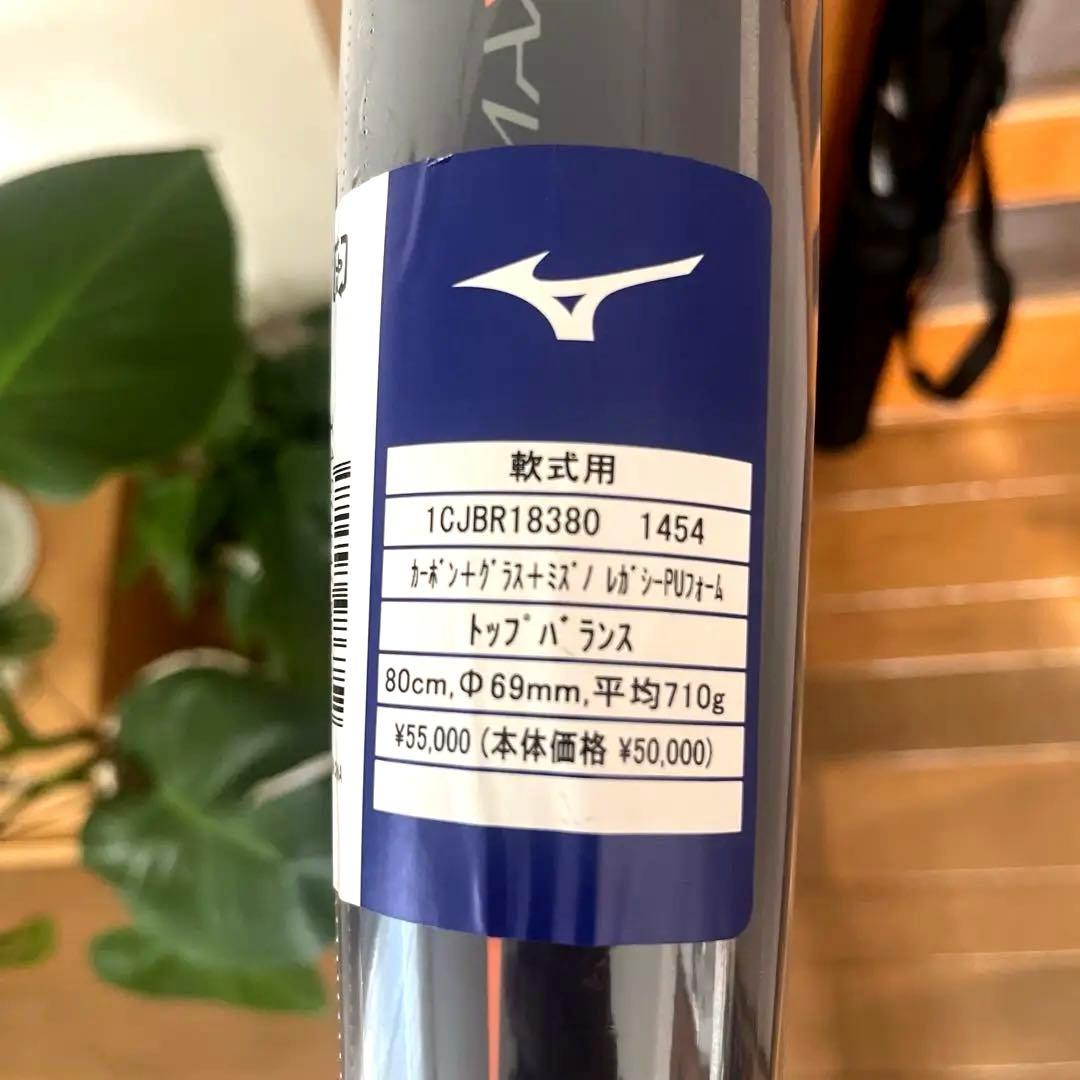 MAX
軟式用
1CJBR18380 1454
ｶｰﾎﾞﾝ+ｸﾞﾗｽ+ﾐｽﾞﾉ ﾚｶﾞｼｰPUﾌｫｰﾑ
ﾄｯﾌﾟﾊﾞﾗﾝｽ
80cm,Φ69mm,平均710g
¥55,000 (本体価格 ¥50,000)